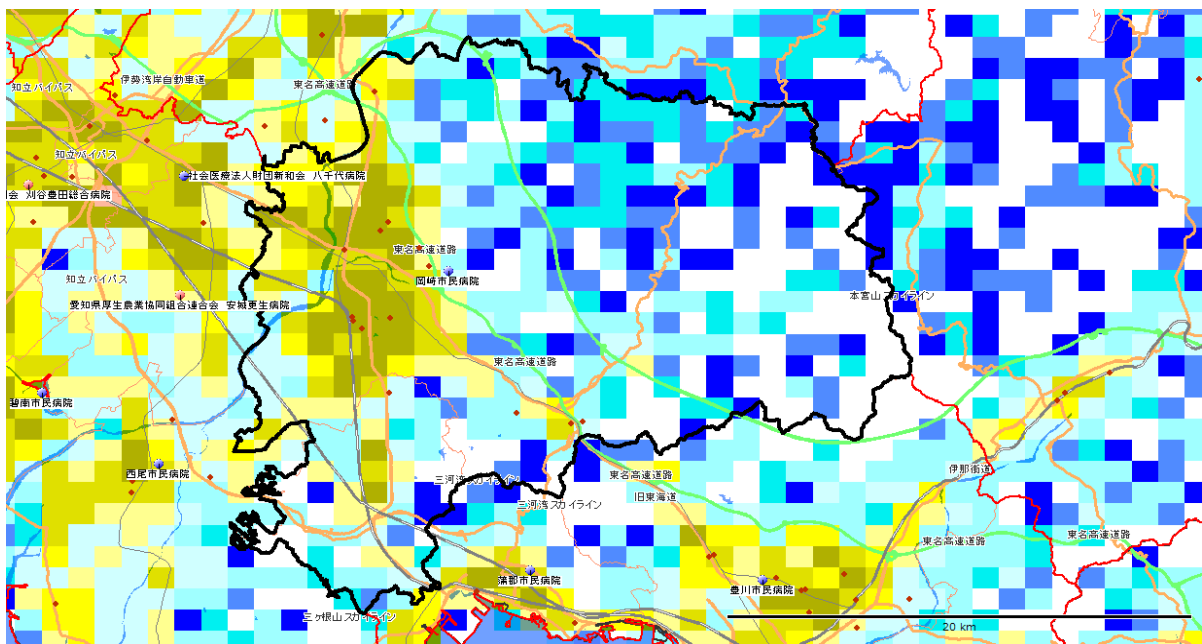 伊勢湾岸自動車道
東名高速道路
知立バイパス
知立バイパス
社会医療法人財団新和会 八千代病院
会 刈谷豊田総合病院
東名高速道路
岡崎市民病院
知立バイパス
愛知県厚生農業協同組合連合会 安城更生病院
本宮山スカイライン
東名高速道路
碧南市民病院
西尾市民病院
伊那街道
三河湾スカイライン
東名高速道路
旧東海道
三河湾スカイライン
東名高速道路
東名高速道路
蒲郡市民病院
豊川市民病院
三ヶ根山スカイライン
20 km